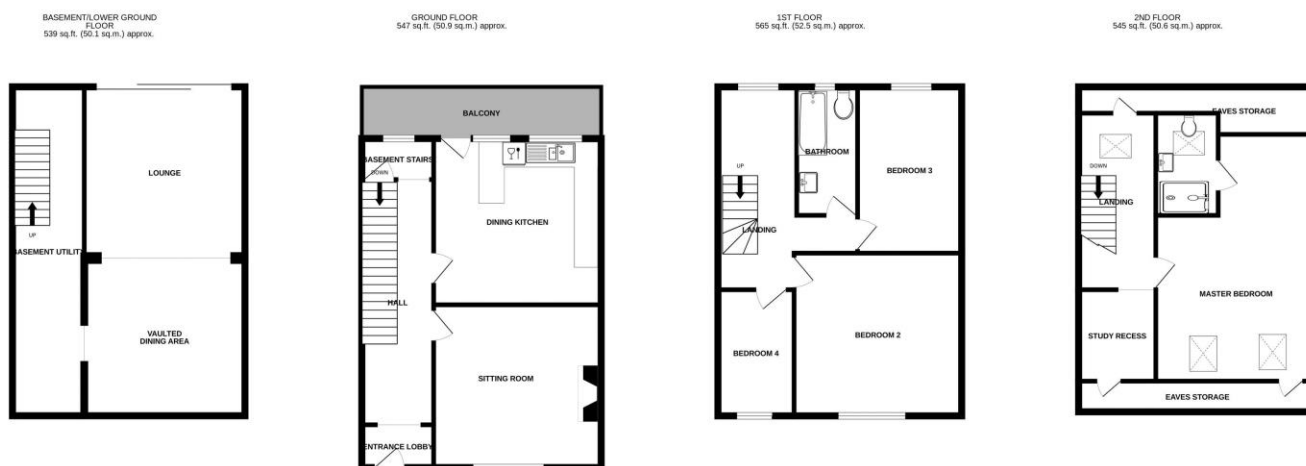 BASEMENT/LOWER GROUND
FLOOR
539 sq.ft. (50.1 sq.m.) approx.
UP
BASEMENT UTILIT
LOUNGE
VAULTED
DINING AREA
GROUND FLOOR
547 sq.ft. (50.9 sq.m.) approx.
BALCONY
BASEMENT STAIRS
DOWN
DINING KITCHEN
HALL
SITTING ROOM
ENTRANCE LOBBY
1ST FLOOR
565 sq.ft. (52.5 sq.m.) approx.
BATHROOM
UP
BEDROOM 3
LANDING
BEDROOM 2
BEDROOM 4
2ND FLOOR
545 sq.ft. (50.6 sq.m.) approx.
EAVES STORAGE
DOWN
LANDING
MASTER BEDROOM
STUDY RECESS
EAVES STORAGE